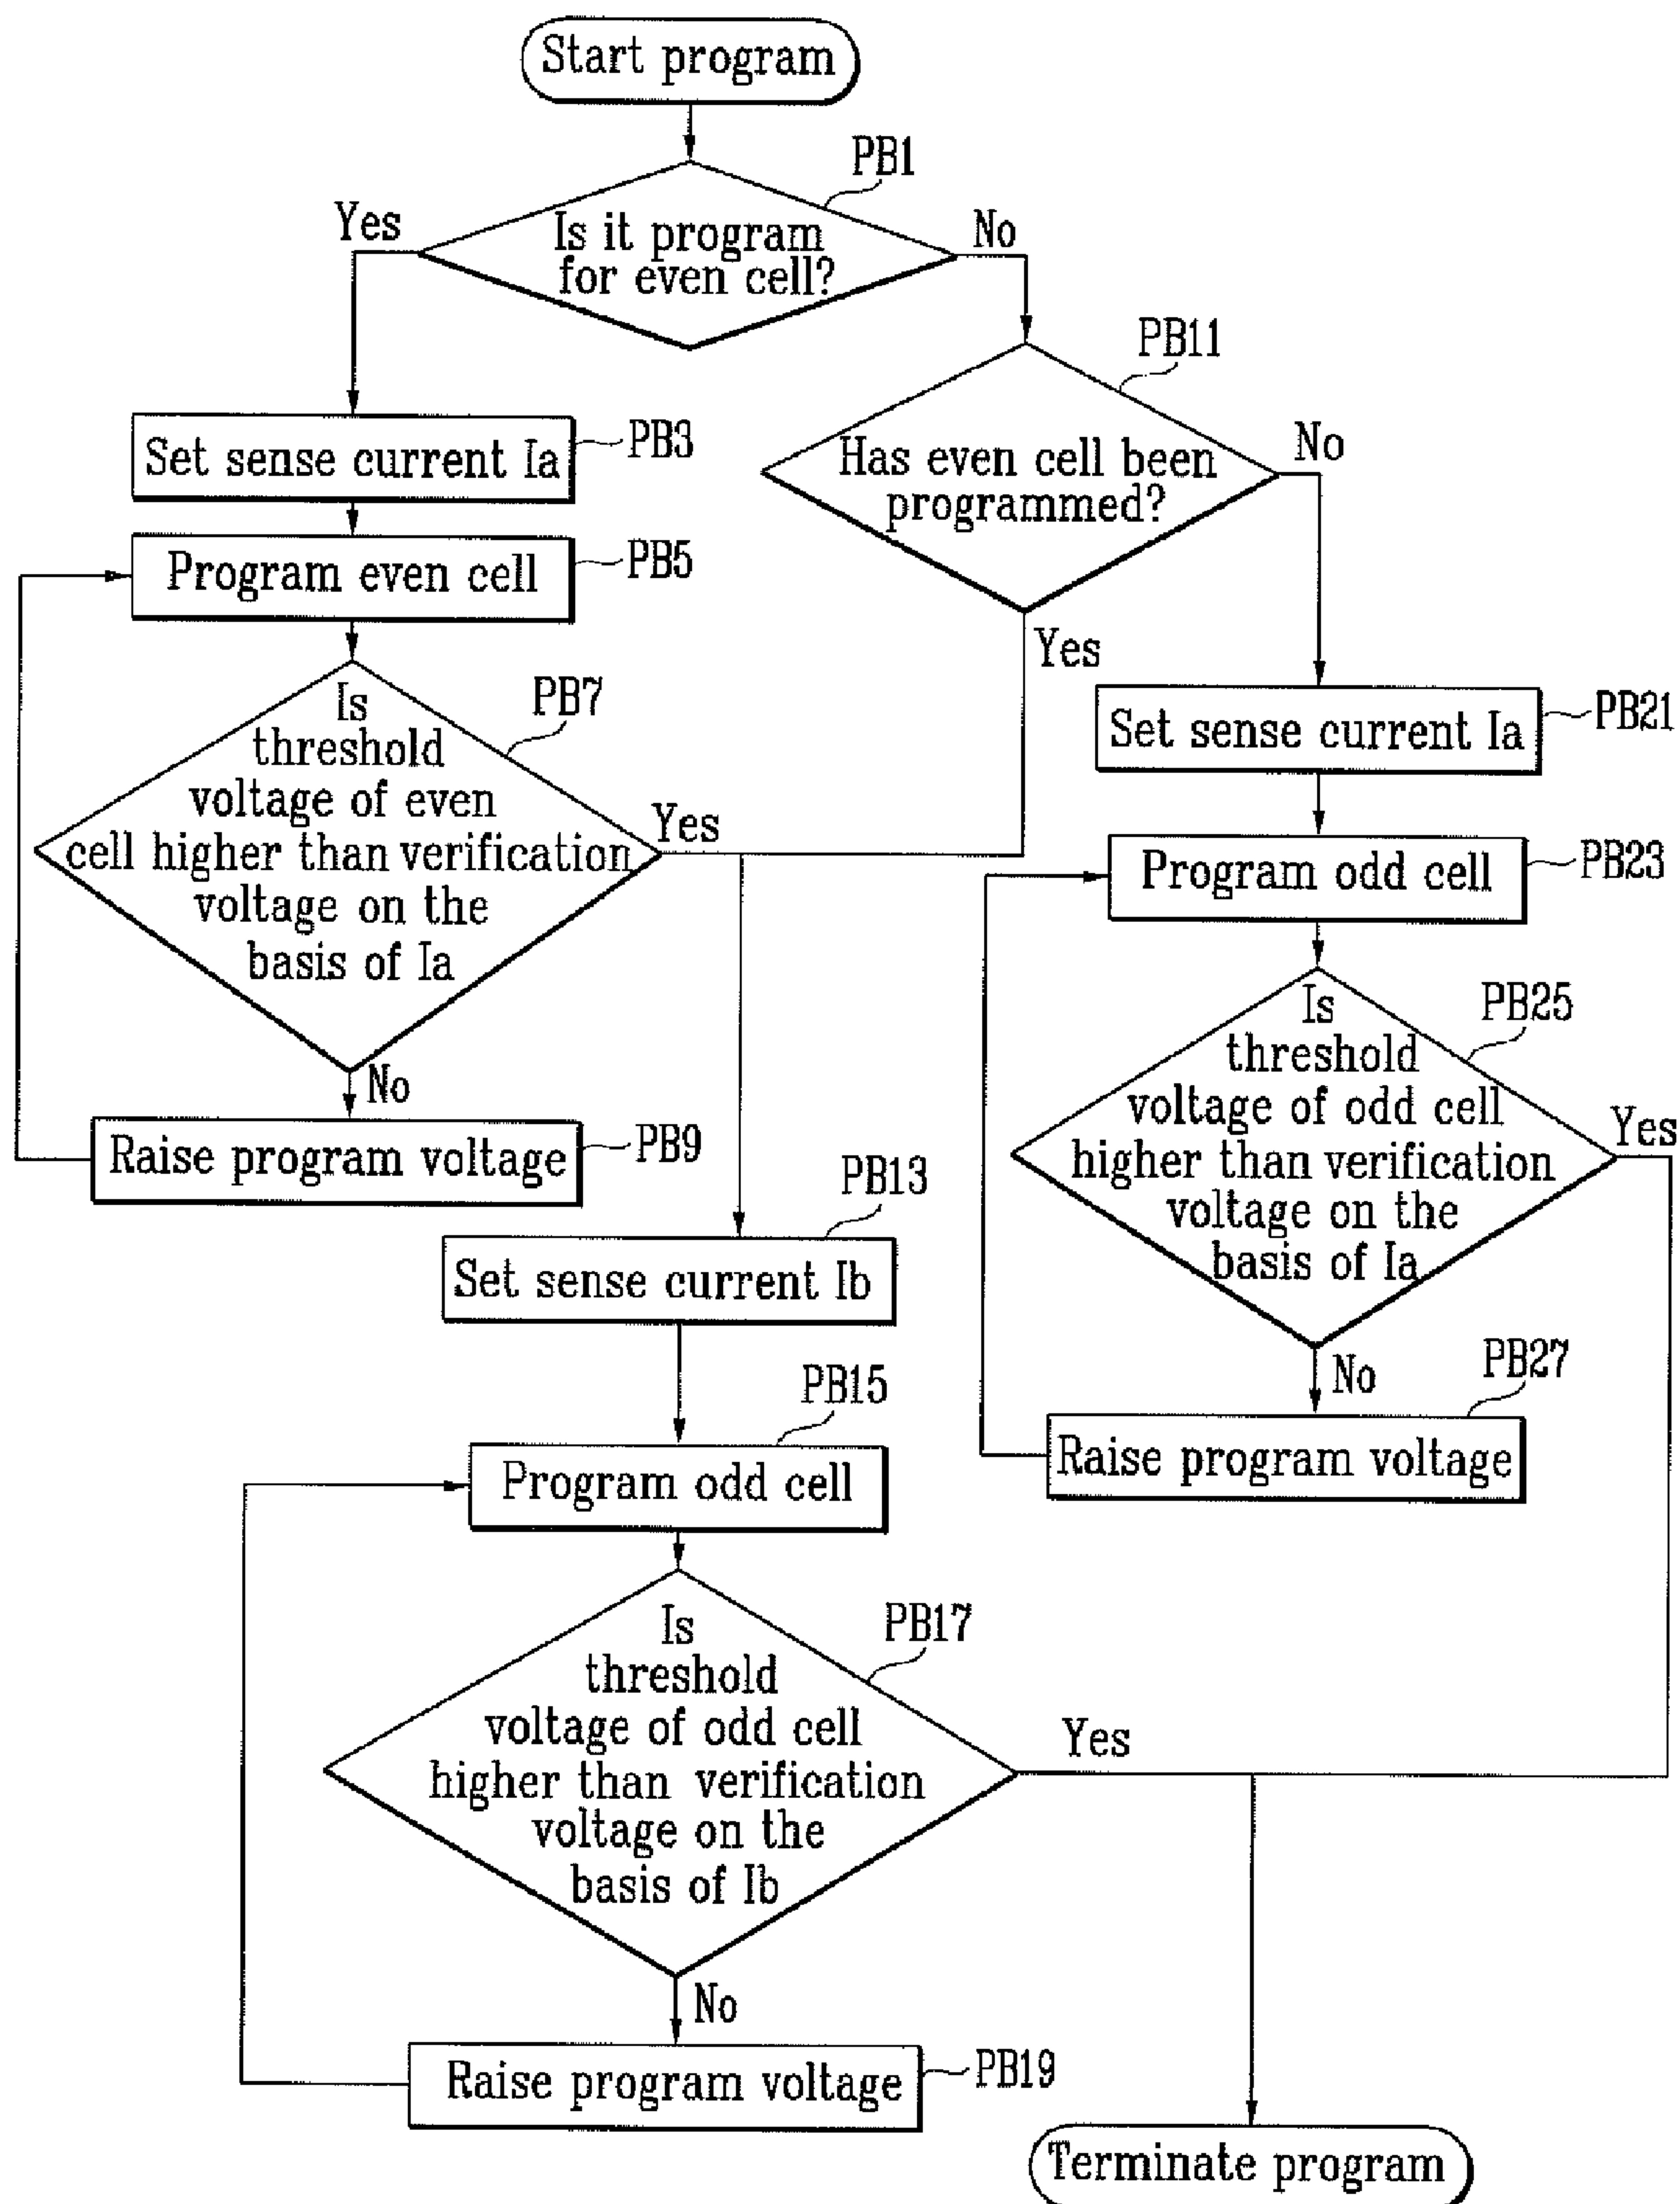 Start program
PB1
Yes
Is it program
for even cell?
No
PB11
Has even cell been
programmed?
No
Yes
Set sense current Ia
PB3
Program even cell
PB5
Is
threshold
voltage of even
cell higher than verification
voltage on the
basis of Ia
PB7
Yes
No
Raise program voltage
PB9
Set sense current Ia
PB21
Program odd cell
PB23
Is
threshold
voltage of odd cell
higher than verification
voltage on the
basis of Ia
PB25
Yes
No
PB27
Raise program voltage
PB13
Set sense current Ib
PB15
Program odd cell
Is
threshold
voltage of odd cell
higher than verification
voltage on the
basis of Ib
PB17
Yes
No
Raise program voltage
PB19
Terminate program